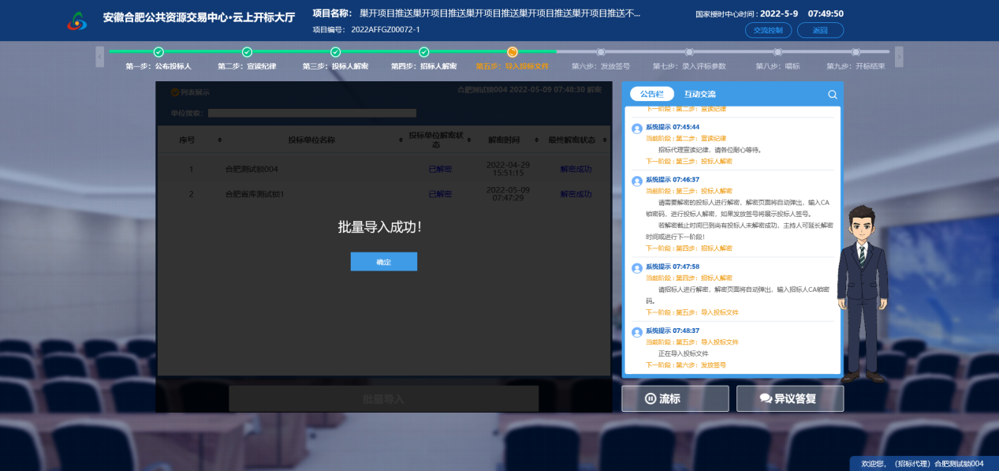 安徽合肥公共资源交易中心·云上开标大厅
项目名称： 巢开项目推送巢开项目推送巢开项目推送巢开项目推送巢开项目推送不...
项目编号： 2022AFFGZ00072-1
国家授时中心时间：2022-5-9 07:49:50
交流控制 返回
第一步：公布投标人 第二步：宣读纪律 第三步：投标人解密 第四步：招标人解密 第五步：导入投标文件 第六步：发放签号 第七步：录入评标参数 第八步：唱标 第九步：开标结束
列表展示
合肥测试锁004 2022-05-09 07:48:30 解密
单位搜索：
序号 投标单位名称 投标单位解密状态 解密时间 最终解密状态
1 合肥测试锁004 已解密 2022-04-29 15:51:15 解密成功
2 合肥省库测试锁1 已解密 2022-05-09 07:47:29 解密成功
批量导入成功！
确定
批量导入
公告栏 互动交流
下一阶段：第二步：宣读纪律
系统提示 07:45:44
当前阶段：第二步：宣读纪律
招标代理宣读纪律，请各位耐心等待。
下一阶段：第三步：投标人解密
系统提示 07:46:37
当前阶段：第三步：投标人解密
请需要解密的投标人进行解密，解密页面将自动弹出，输入CA
锁密码，进行投标人解密，如果发放签号将展示投标人签号。
若解密截止时间已到尚有投标人未解密成功，主持人可延长解密
时间或进行下一阶段！
下一阶段：第四步：招标人解密
系统提示 07:47:58
当前阶段：第四步：招标人解密
请招标人进行解密，解密页面将自动弹出，输入招标人CA锁密
码。
下一阶段：第五步：导入投标文件
系统提示 07:48:37
当前阶段：第五步：导入投标文件
正在导入投标文件
下一阶段：第六步：发放签号
流标 异议答复
欢迎您，（招标代理）合肥测试锁004